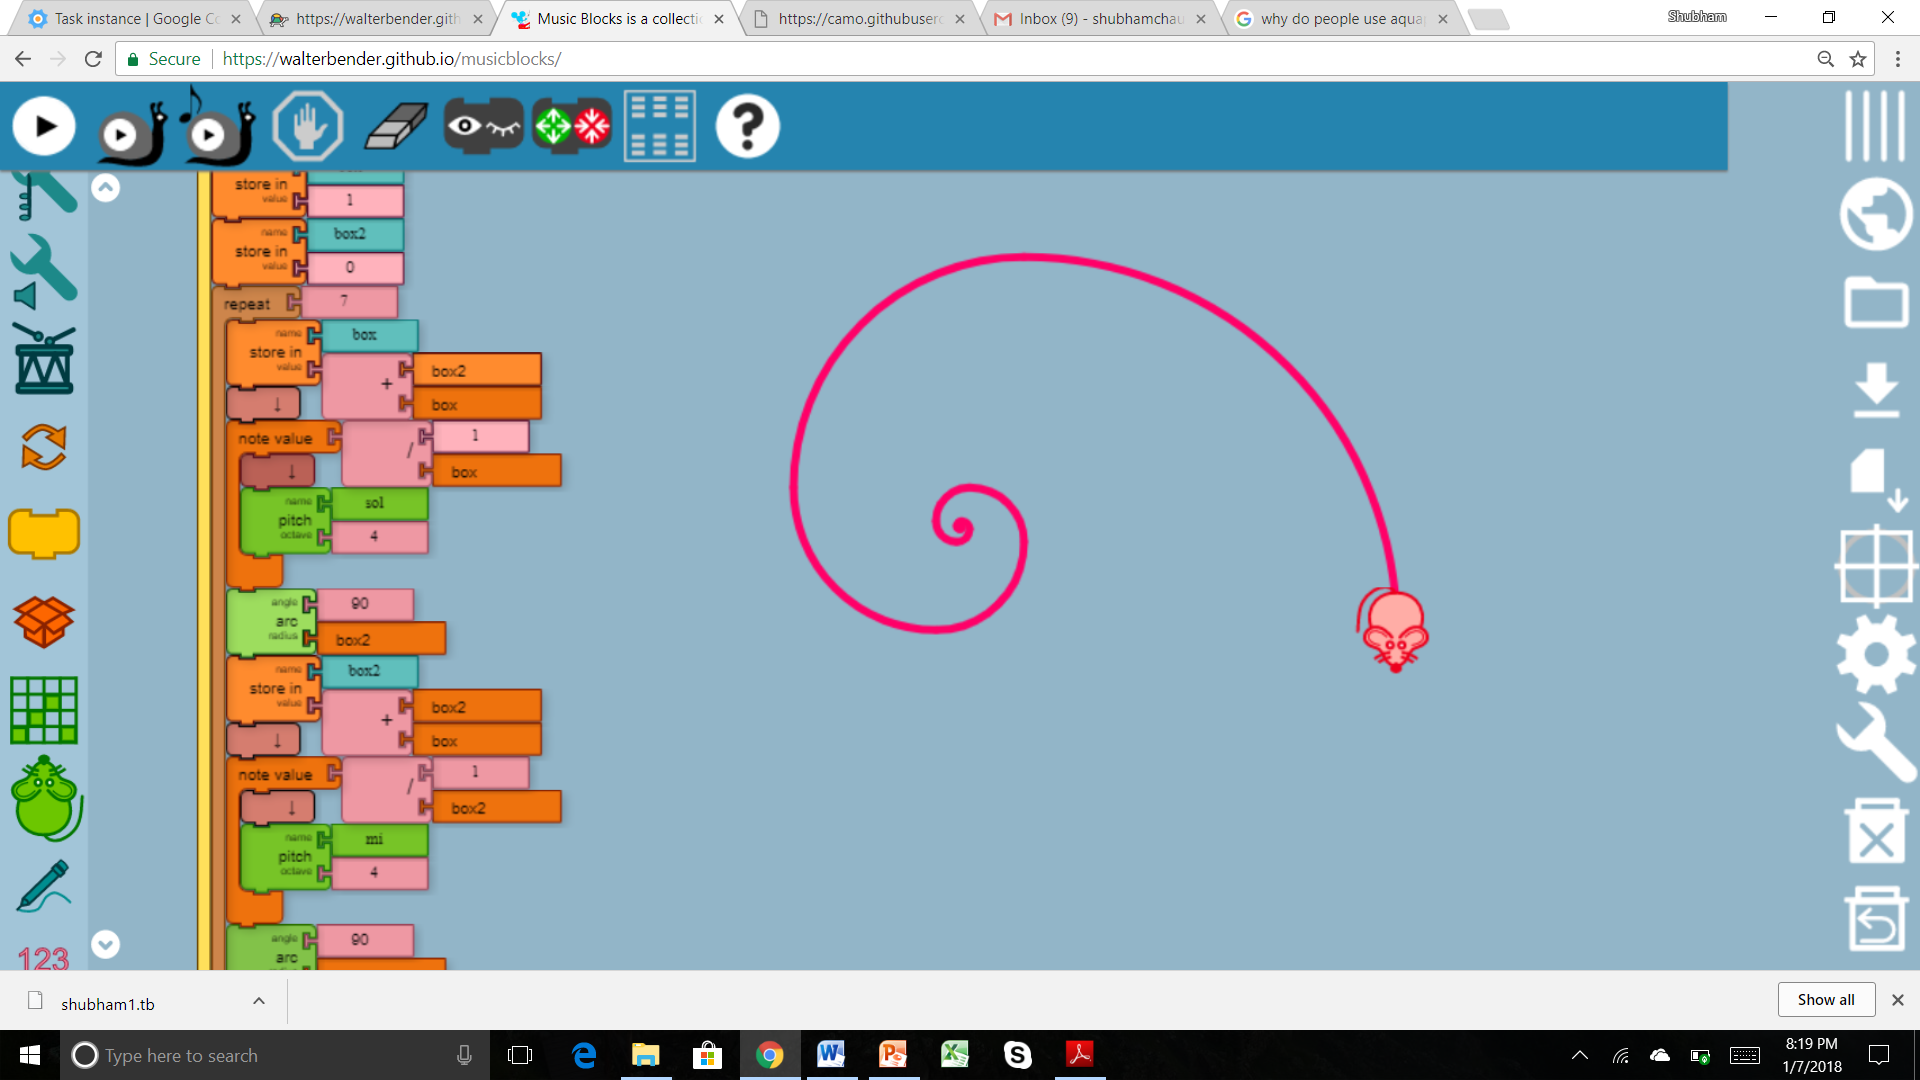 Task instance | Google Co
https://walterbender.gith
Music Blocks is a collecti
https://camo.githubuserc
Inbox (9) - shubhamchau
why do people use aqua
Shubham
Secure
https://walterbender.github.io/musicblocks/
store in
value
1
name
box2
store in
value
0
repeat
7
name
box
store in
value
+
box2
box
↓
note value
/
1
box
↓
name
sol
pitch
octave
4
angle
90
arc
radius
box2
name
box2
store in
value
+
box2
box
↓
note value
/
1
box2
↓
name
mi
pitch
octave
4
angle
90
arc
123
shubham1.tb
Show all
Type here to search
8:19 PM
1/7/2018